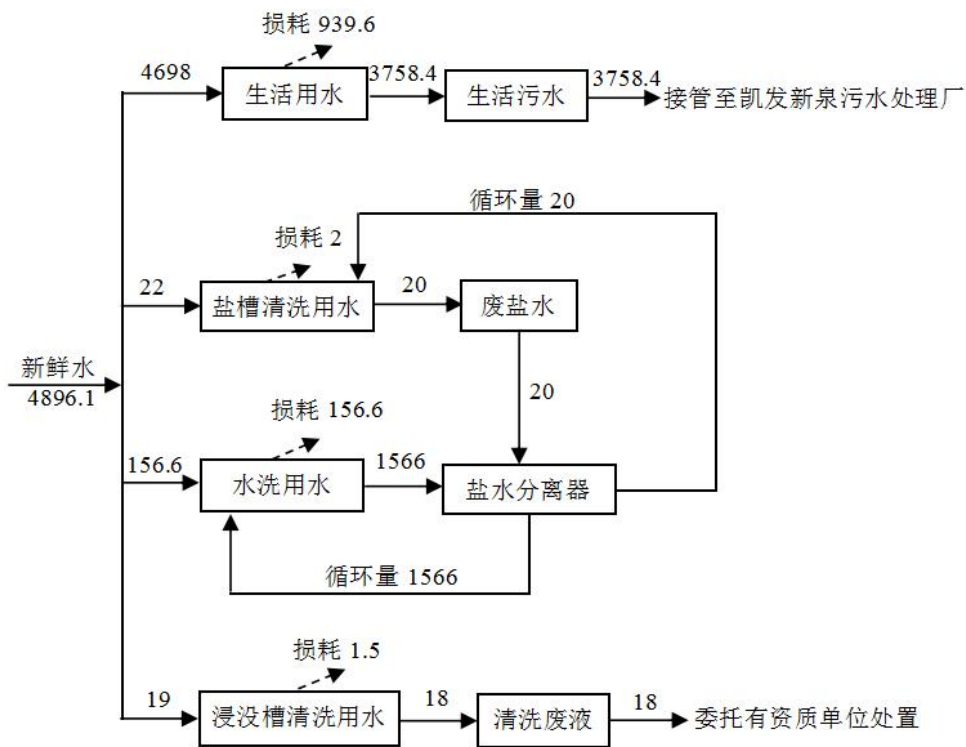 损耗 939.6
4698
生活用水
3758.4
生活污水
3758.4
接管至凯发新泉污水处理厂
循环量 20
损耗 2
22
盐槽清洗用水
20
废盐水
新鲜水
4896.1
20
损耗 156.6
156.6
水洗用水
1566
盐水分离器
循环量 1566
损耗 1.5
19
浸没槽清洗用水
18
清洗废液
18
委托有资质单位处置